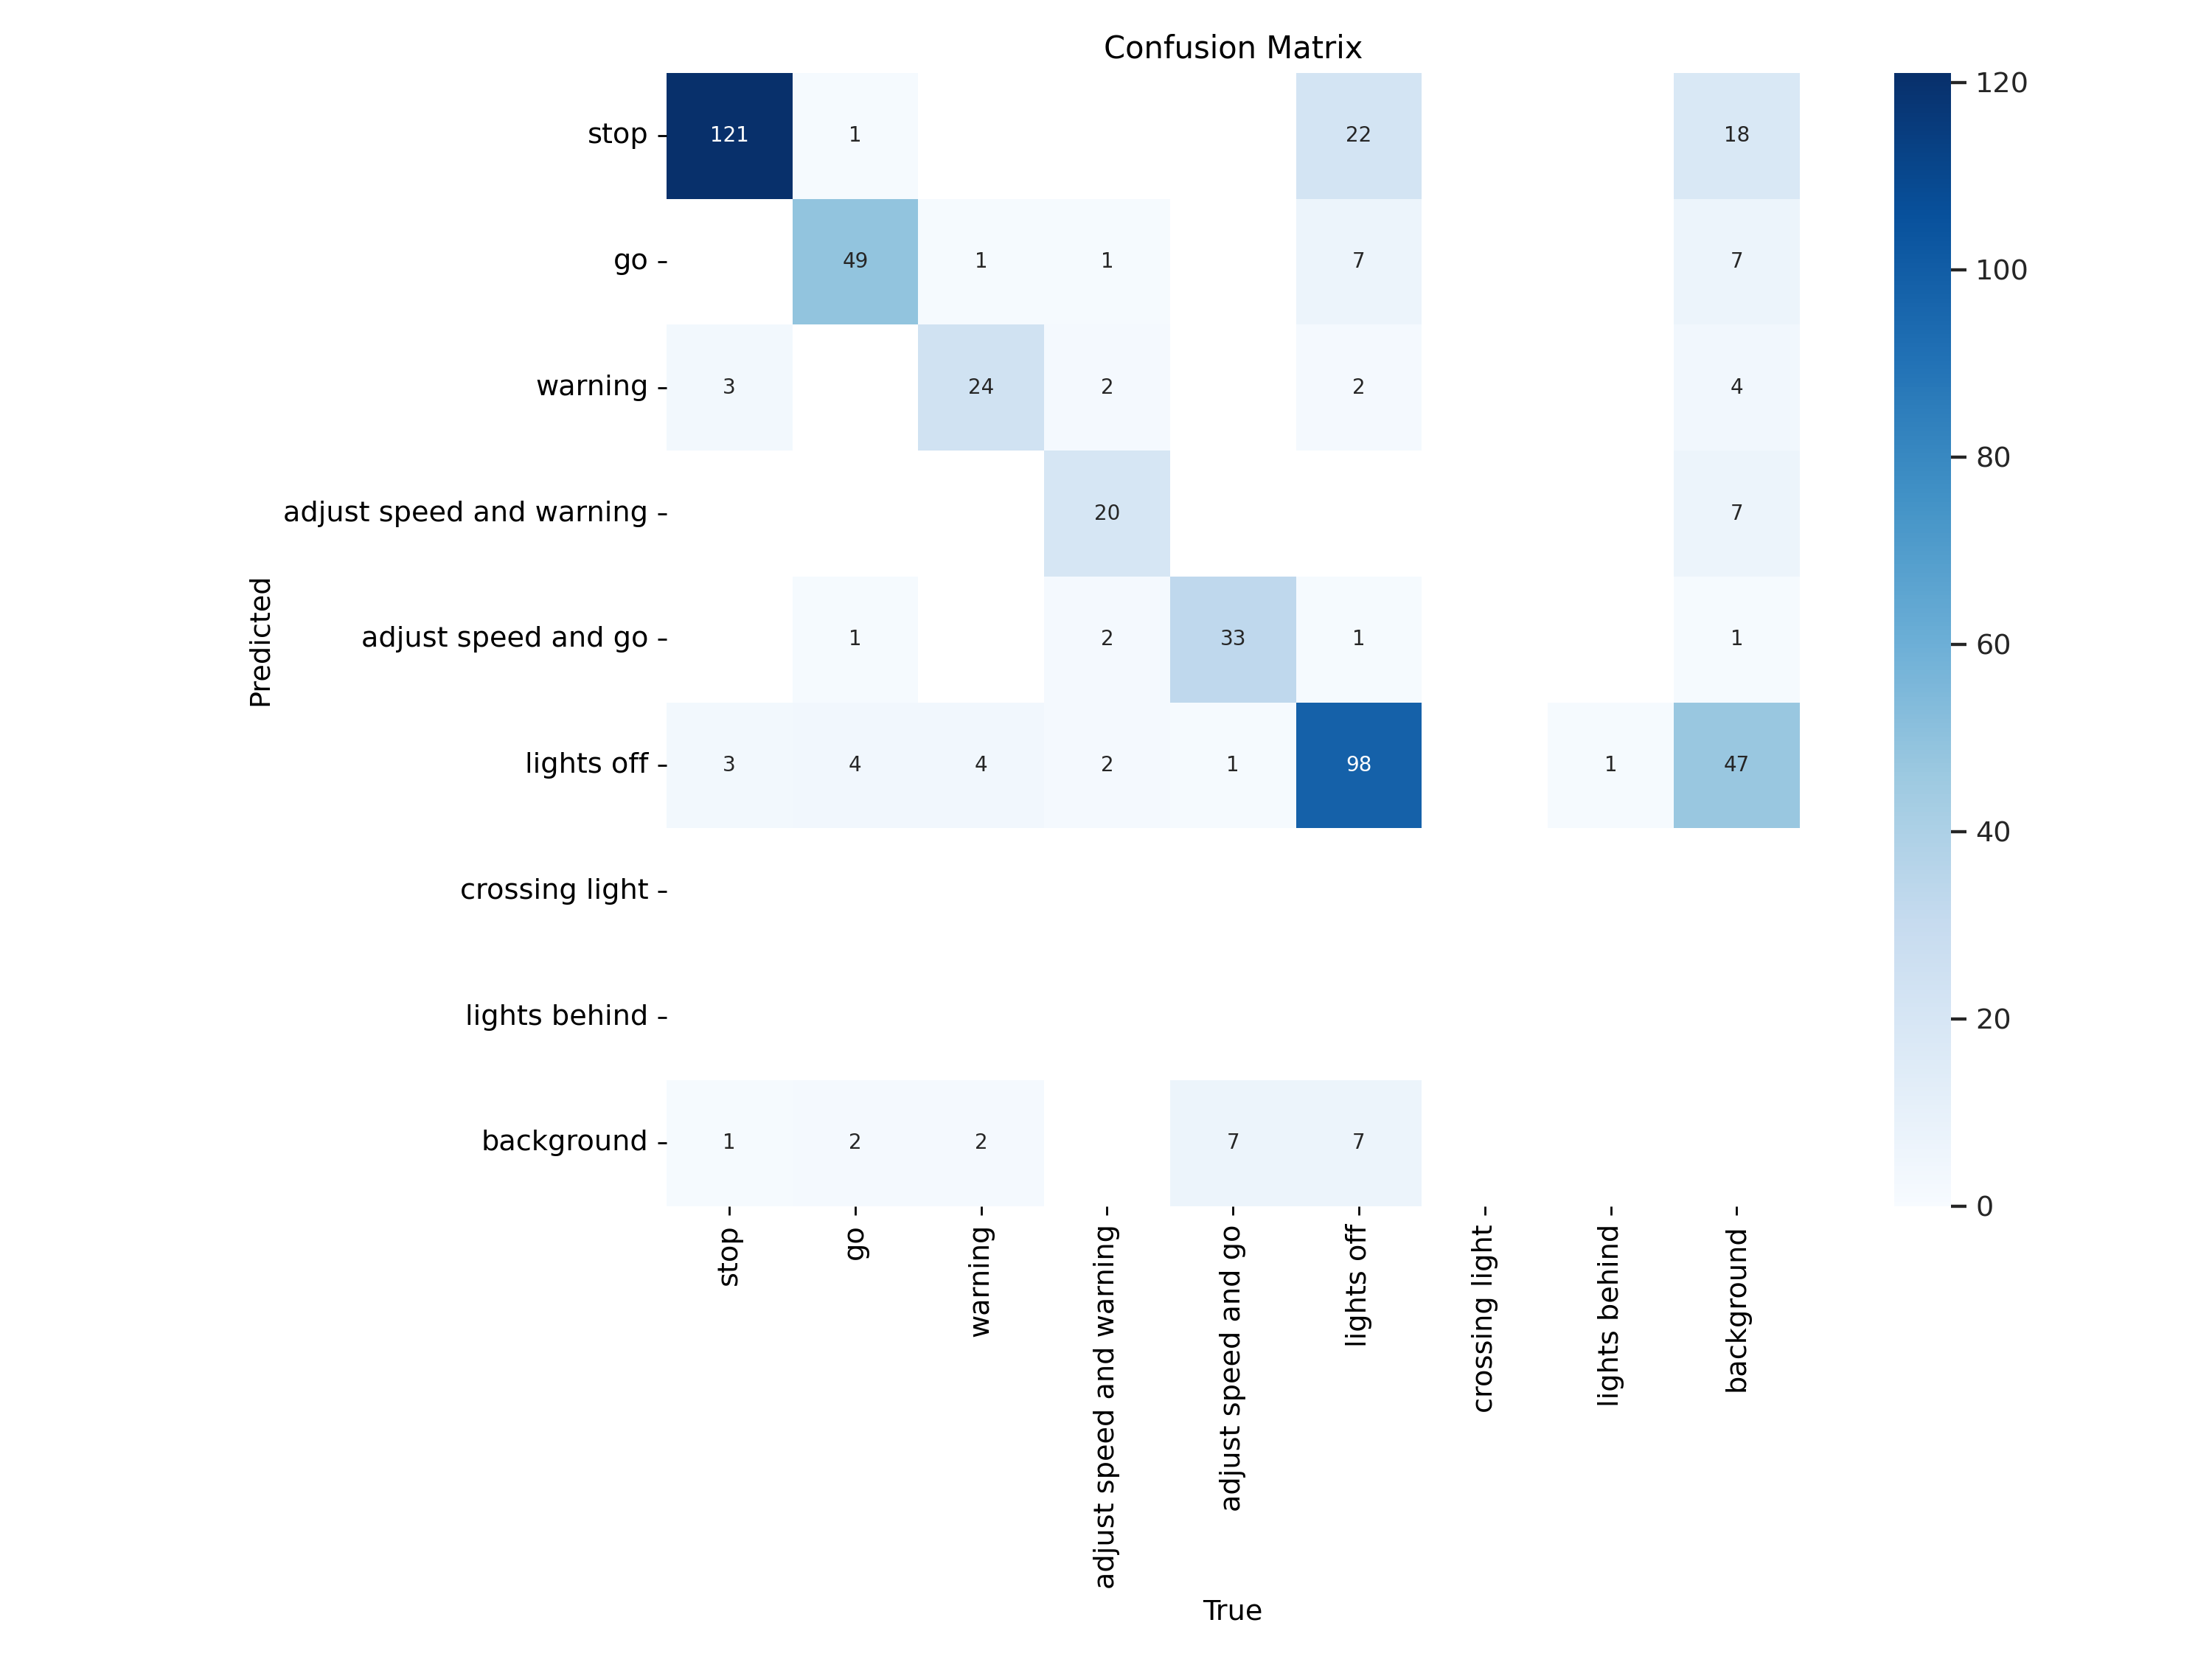 Confusion Matrix
stop
121 1 22 18
go
49 1 1 7 7
warning
3 24 2 2 4
adjust speed and warning
20 7
adjust speed and go
1 2 33 1 1
lights off
3 4 4 2 1 98 1 47
crossing light
lights behind
background
1 2 2 7 7
Predicted
stop
go
warning
adjust speed and warning
adjust speed and go
lights off
crossing light
lights behind
background
True
120
100
80
60
40
20
0